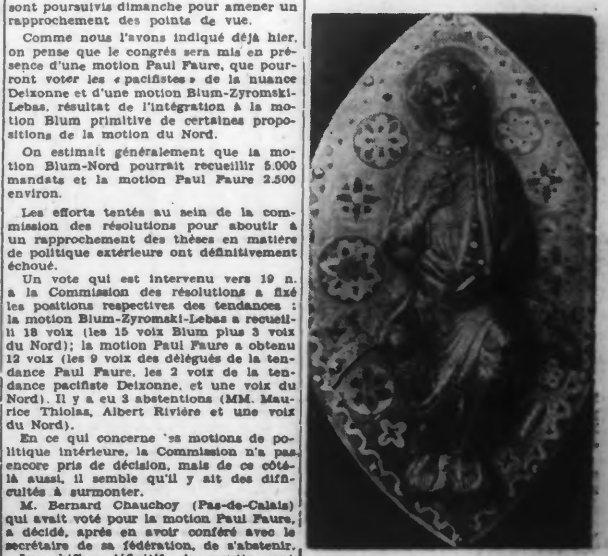 sont poursuivis dimanche pour amener un
rapprochement des points de vue.
Comme nous l'avons indiqué déjà hier,
on pense que le congrès sera mis en pré-
sence d'une motion Paul Faure, que pour-
ront voter les « pacifistes » de la nuance
Deixonne et d'une motion Blum-Zyromski-
Lebas, résultat de l'intégration à la mo-
tion Blum primitive de certaines propo-
sitions de la motion du Nord.
On estimait généralement que la mo-
tion Blum-Nord pourrait recueillir 5.000
mandats et la motion Paul Faure 2.500
environ.
Les efforts tentés au sein de la com-
mission des résolutions pour aboutir à
un rapprochement des thèses en matière
de politique extérieure ont définitivement
échoué.
Un vote qui est intervenu vers 19 h.
à la Commission des résolutions a fixé
les positions respectives des tendances :
la motion Blum-Zyromski-Lebas a recueil-
li 18 voix (les 15 voix Blum plus 3 voix
du Nord); la motion Paul Faure a obtenu
12 voix (les 9 voix des délégués de la ten-
dance Paul Faure, les 2 voix de la ten-
dance pacifiste Deixonne, et une voix du
Nord). Il y a eu 3 abstentions (MM. Mau-
rice Thiolas, Albert Rivière et une voix
du Nord).
En ce qui concerne les motions de po-
litique intérieure, la Commission n'a pas
encore pris de décision, mais de ce côté-
là aussi, il semble qu'il y ait des diffi-
cultés à surmonter.
M. Bernard Chauchoy (Pas-de-Calais)
qui avait voté pour la motion Paul Faure,
a décidé, après en avoir conféré avec le
secrétaire de sa fédération, de s'abstenir.